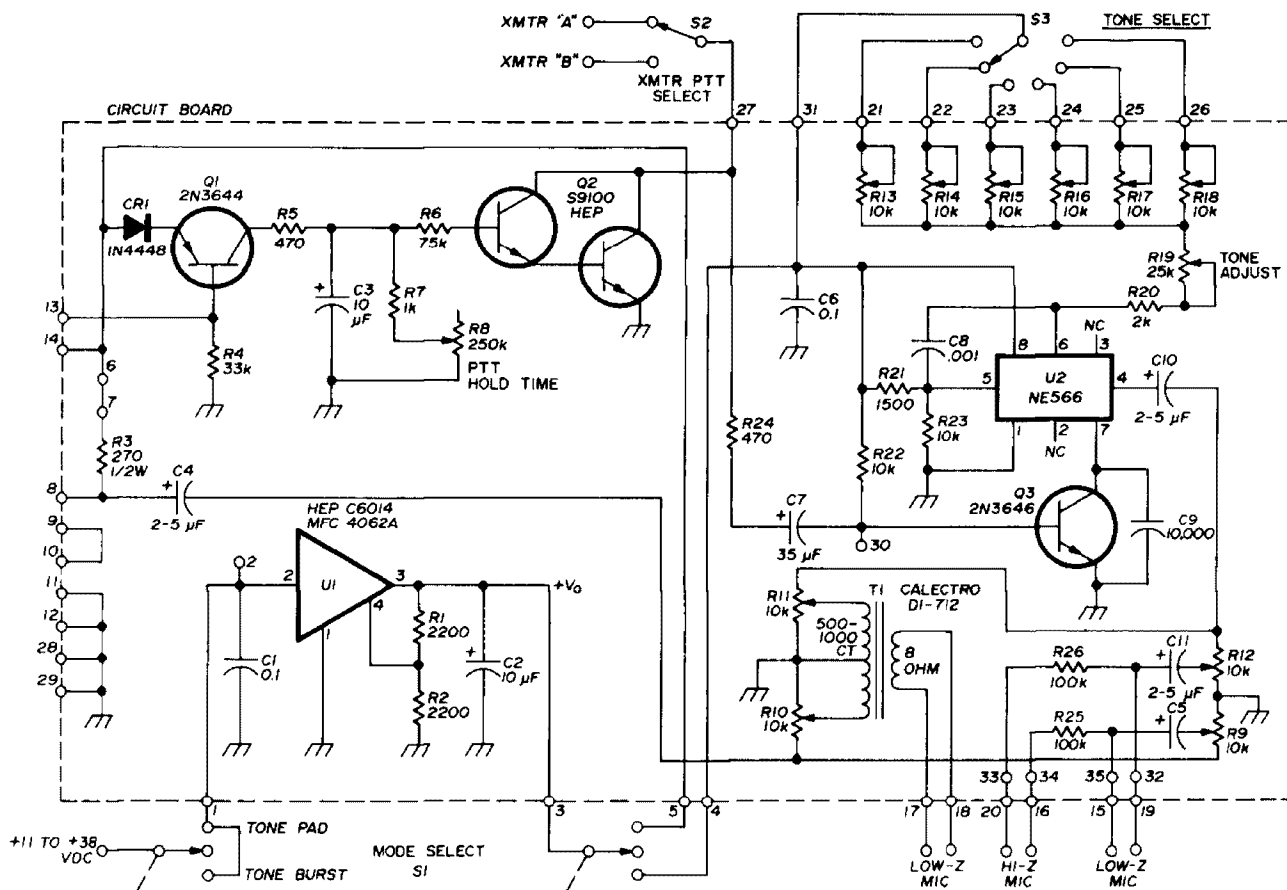 XMTR "A"
S2
XMTR "B"
XMTR PTT
SELECT
S3
TONE SELECT
CIRCUIT BOARD
27
31
21
22
23
24
25
26
Q1
2N3644
CR1
1N4448
R5
470
R6
75k
Q2
S9100
HEP
R13
10k
R14
10k
R15
10k
R16
10k
R17
10k
R18
10k
R19
25k
TONE
ADJUST
13
14
R4
33k
+
C3
10
µF
R7
1k
R8
250k
PTT
HOLD TIME
C6
0.1
R20
2k
6
7
C8
.001
8
6
NC
3
R21
1500
5
U2
NE566
4
+
C10
2-5 µF
1
2
7
NC
R3
270
1/2W
R24
470
R22
10k
R23
10k
8
+
C4
2-5 µF
9
10
11
12
28
29
HEP C6014
MFC 4062A
2
2
U1
3
4
1
+VG
+
C7
35 µF
30
Q3
2N3646
C9
10,000
C1
0.1
R1
2200
R2
2200
+
C2
10 µF
R11
10k
T1
CALECTRO
D1-712
500-
1000
CT
8
OHM
R10
10k
R26
100k
+
C11
2-5 µF
R12
10k
R25
100k
+
C5
R9
10k
33
34
35
32
1
3
5
4
17
18
20
16
15
19
+11 TO +38
VDC
TONE PAD
TONE BURST
MODE SELECT
S1
LOW-Z
MIC
HI-Z
MIC
LOW-Z
MIC